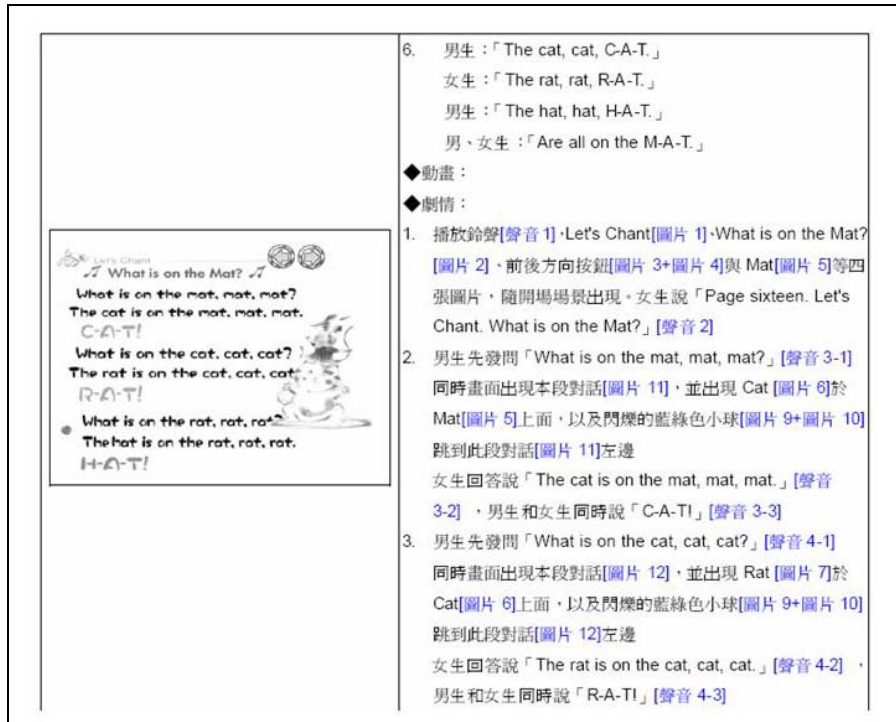 6. 男生：「The cat, cat, C-A-T.」
女生：「The rat, rat, R-A-T.」
男生：「The hat, hat, H-A-T.」
男、女生：「Are all on the M-A-T.」
◆動畫：
◆劇情：
Let's Chant
What is on the Mat?
What is on the mat, mat, mat?
The cat is on the mat, mat, mat.
C-A-T!
What is on the cat, cat, cat?
The rat is on the cat, cat, cat.
R-A-T!
What is on the rat, rat, rat?
The hat is on the rat, rat, rat.
H-A-T!
1. 播放鈴聲[聲音 1]、Let's Chant[圖片 1]、What is on the Mat?
[圖片 2]、前後方向按鈕[圖片 3+圖片 4]與 Mat[圖片 5]等四
張圖片，隨開場場景出現。女生說「Page sixteen. Let's
Chant. What is on the Mat?」[聲音 2]
2. 男生先發問「What is on the mat, mat, mat?」[聲音 3-1]
同時畫面出現本段對話[圖片 11]，並出現 Cat [圖片 6]於
Mat[圖片 5]上面，以及閃爍的藍綠色小球[圖片 9+圖片 10]
跳到此段對話[圖片 11]左邊
女生回答說「The cat is on the mat, mat, mat.」[聲音
3-2] ，男生和女生同時說「C-A-T!」[聲音 3-3]
3. 男生先發問「What is on the cat, cat, cat?」[聲音 4-1]
同時畫面出現本段對話[圖片 12]，並出現 Rat [圖片 7]於
Cat[圖片 6]上面，以及閃爍的藍綠色小球[圖片 9+圖片 10]
跳到此段對話[圖片 12]左邊
女生回答說「The rat is on the cat, cat, cat.」[聲音 4-2] ，
男生和女生同時說「R-A-T!」[聲音 4-3]